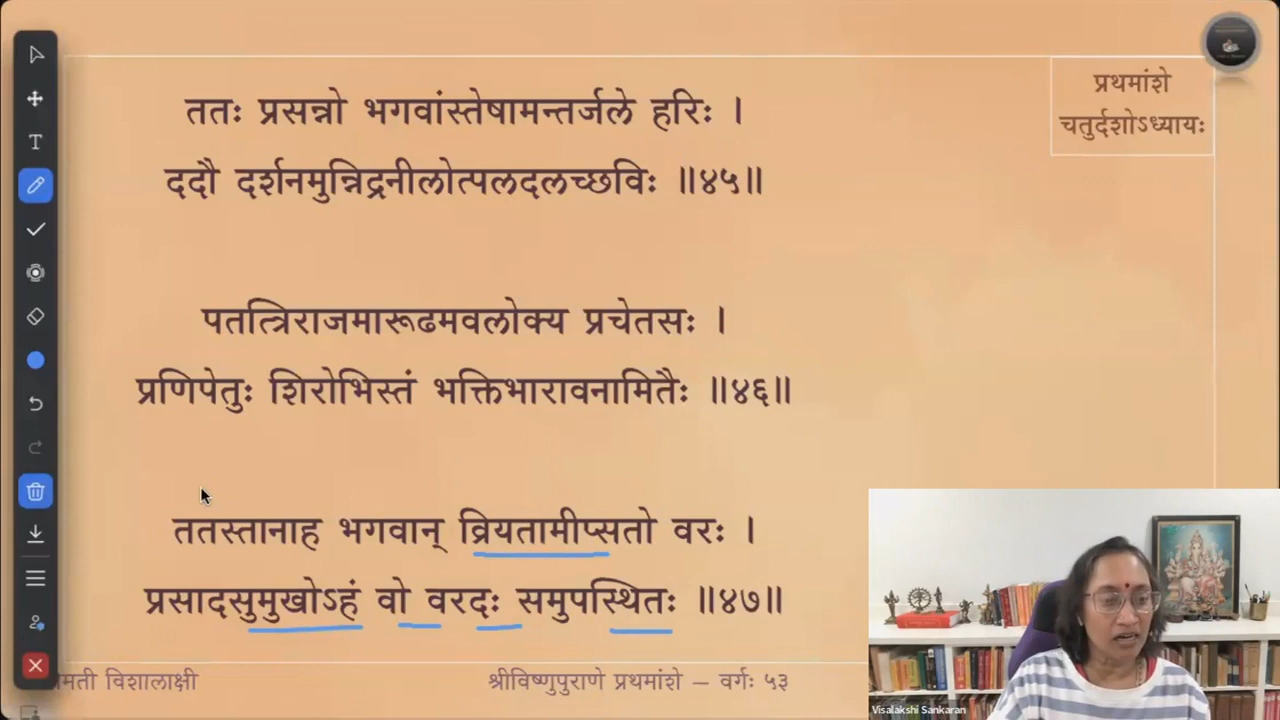 प्रथमांशे
चतुर्दशोऽध्यायः
ततः प्रसन्नो भगवांस्तेषामन्तर्जले हरिः ।
ददौ दर्शनमुन्निद्रनीलोत्पलदलच्छविः ॥४५॥
पतत्त्रिराजमारूढमवलोक्य प्रचेतसः ।
प्रणिपेतुः शिरोभिस्तं भक्तिभारावनामितैः ॥४६॥
ततस्तानाह भगवान् व्रियतामीप्सतो वरः ।
प्रसादसुमुखोऽहं वो वरदः समुपस्थितः ॥४७॥
मती विशालाक्षी
श्रीविष्णुपुराणे प्रथमांशे – वर्गः ५३
Visalakshi Sankaran